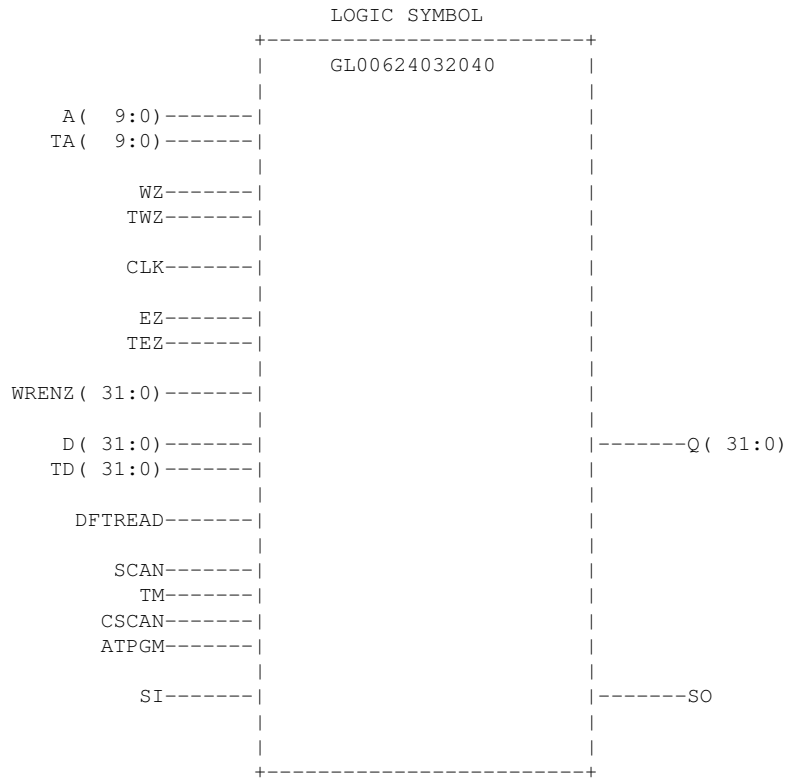 LOGIC SYMBOL
+-------------------------+
| GL00624032040 |
A( 9:0)-------|
TA( 9:0)-------|
WZ-------|
TWZ-------|
CLK-------|
EZ-------|
TEZ-------|
WRENZ( 31:0)-------|
D( 31:0)-------| |-------Q( 31:0)
TD( 31:0)-------|
DFTREAD-------|
SCAN-------|
TM-------|
CSCAN-------|
ATPGM-------|
SI-------| |-------SO
+-------------------------+